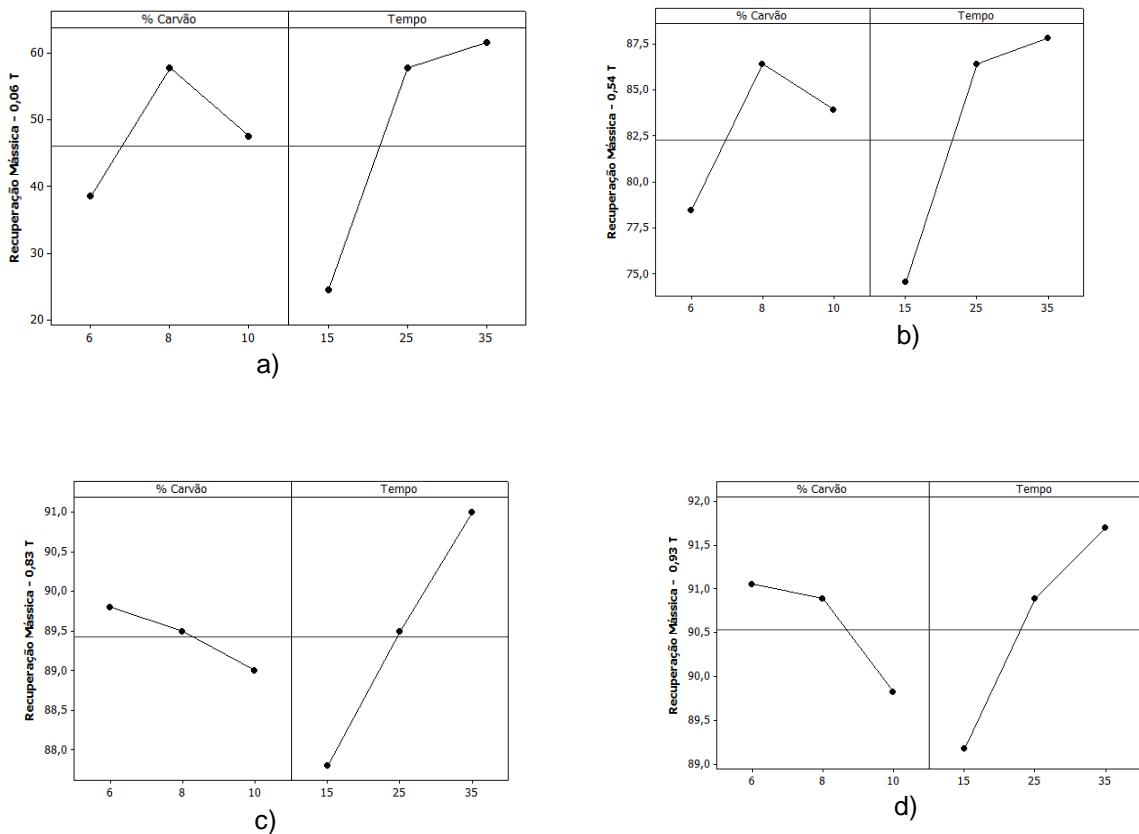 % Carvão Tempo
Recuperação Mássica - 0,06 T
60
50
40
30
20
6 8 10 15 25 35
a)
% Carvão Tempo
Recuperação Mássica - 0,54 T
87,5
85,0
82,5
80,0
77,5
75,0
6 8 10 15 25 35
b)
% Carvão Tempo
Recuperação Mássica - 0,83 T
91,0
90,5
90,0
89,5
89,0
88,5
88,0
6 8 10 15 25 35
c)
% Carvão Tempo
Recuperação Mássica - 0,93 T
92,0
91,5
91,0
90,5
90,0
89,5
89,0
6 8 10 15 25 35
d)